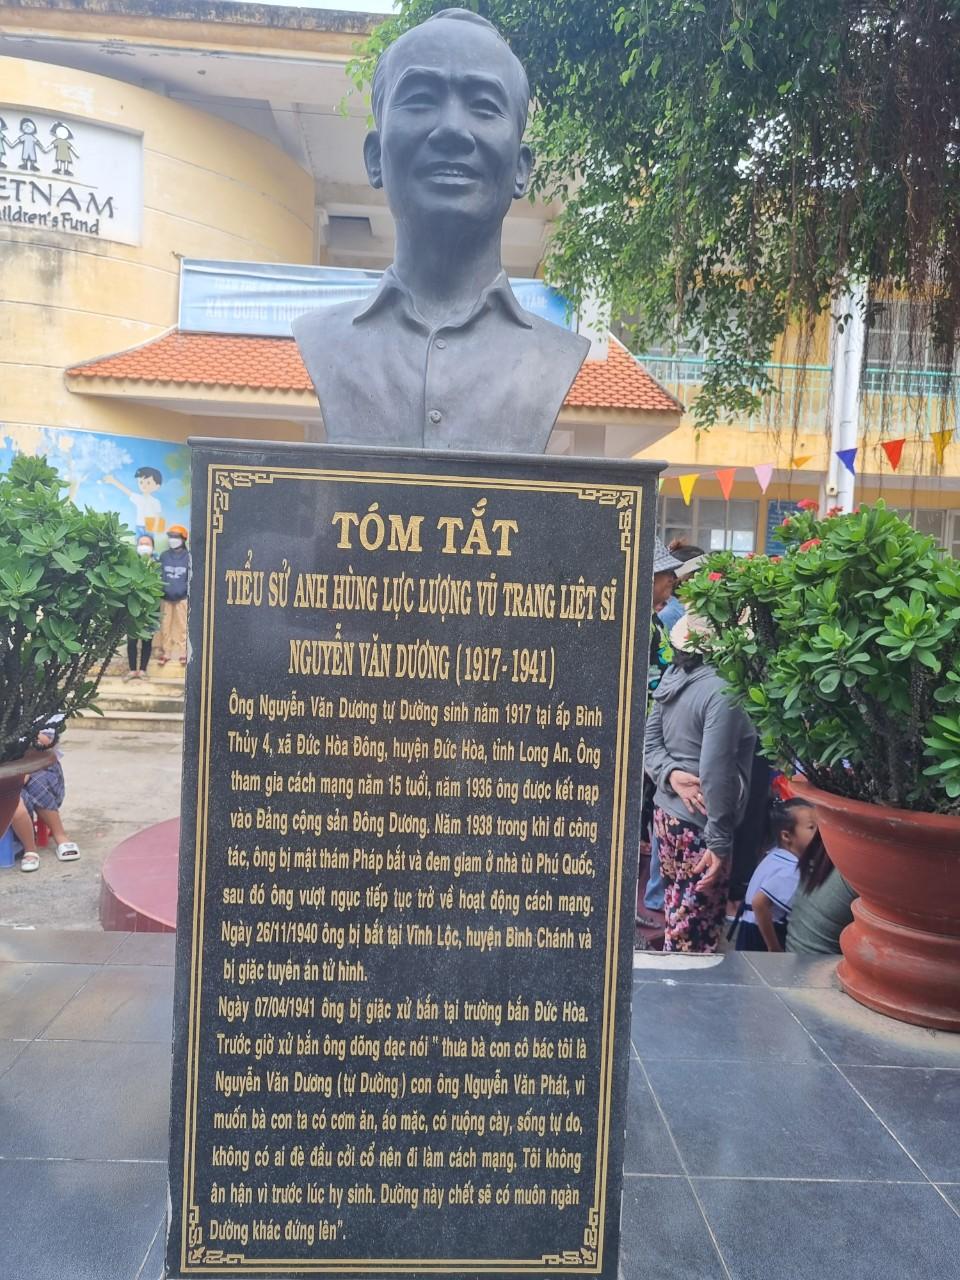 ETNAM
ildren's Fund
XÂY DỰNG TRƯỜNG
TÓM TẮT
TIỂU SỬ ANH HÙNG LỰC LƯỢNG VŨ TRANG LIỆT SĨ
NGUYỄN VĂN DƯƠNG (1917-1941)
Ông Nguyễn Văn Dương tự Dường sinh năm 1917 tại ấp Bình
Thủy 4, xã Đức Hòa Đông, huyện Đức Hòa, tỉnh Long An. Ông
tham gia cách mạng năm 15 tuổi, năm 1936 ông được kết nạp
vào Đảng cộng sản Đông Dương. Năm 1938 trong khi đi công
tác, ông bị mật thám Pháp bắt và đem giam ở nhà tù Phú Quốc,
sau đó ông vượt ngục tiếp tục trở về hoạt động cách mạng.
Ngày 26/11/1940 ông bị bắt tại Vĩnh Lộc, huyện Bình Chánh và
bị giặc tuyên án tử hình.
Ngày 07/04/1941 ông bị giặc xử bắn tại trường bắn Đức Hòa.
Trước giờ xử bắn ông dõng dạc nói " thưa bà con cô bác tôi là
Nguyễn Văn Dương (tự Dường) con ông Nguyễn Văn Phát, vì
muốn bà con ta có cơm ăn, áo mặc, có ruộng cày, sống tự do,
không có ai đè đầu cởi cổ nên đi làm cách mạng. Tôi không
ân hận vì trước lúc hy sinh. Dường này chết sẽ có muôn ngàn
Dường khác đứng lên".